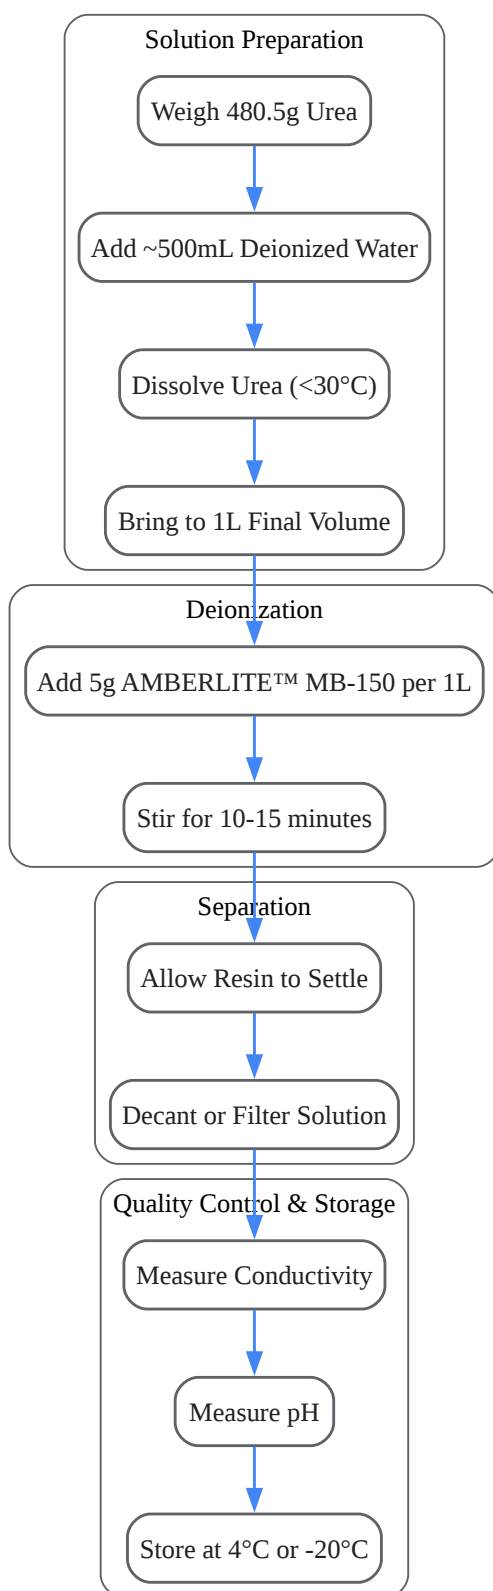 Solution Preparation
Weigh 480.5g Urea
Add ~500mL Deionized Water
Dissolve Urea (<30°C)
Bring to 1L Final Volume
Deionization
Add 5g AMBERLITE™ MB-150 per 1L
Stir for 10-15 minutes
Separation
Allow Resin to Settle
Decant or Filter Solution
Quality Control & Storage
Measure Conductivity
Measure pH
Store at 4°C or -20°C